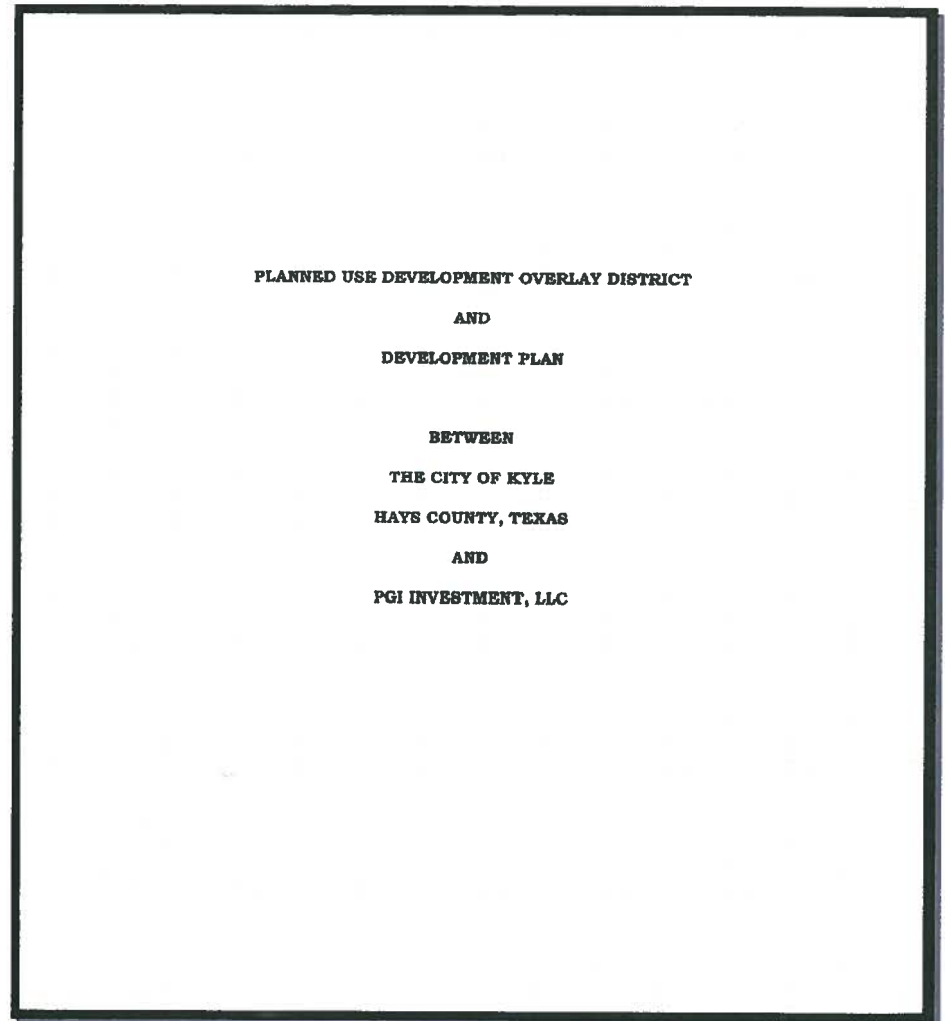 PLANNED USE DEVELOPMENT OVERLAY DISTRICT
AND
DEVELOPMENT PLAN
BETWEEN
THE CITY OF KYLE
HAYS COUNTY, TEXAS
AND
PGI INVESTMENT, LLC